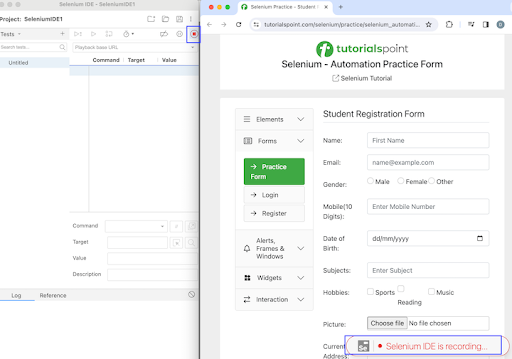 Selenium IDE - SeleniumIDE1
Project: SeleniumIDE1
Tests
Playback base URL
Search tests...
Command Target Value
Untitled
Command
Target
Value
Description
Log Reference
Selenium Practice - Student
tutorialspoint.com/selenium/practice/selenium_automati...
tutorialspoint
Selenium - Automation Practice Form
Selenium Tutorial
Elements
Forms
Practice
Form
Login
Register
Alerts,
Frames &
Windows
Widgets
Interaction
Student Registration Form
Name: First Name
Email: name@example.com
Gender: Male Female Other
Mobile(10
Digits): Enter Mobile Number
Date of
Birth: dd/mm/yyyy
Subjects: Enter Subject
Hobbies: Sports
Reading
Music
Picture: Choose file No file chosen
Current
Address:
Se Selenium IDE is recording...